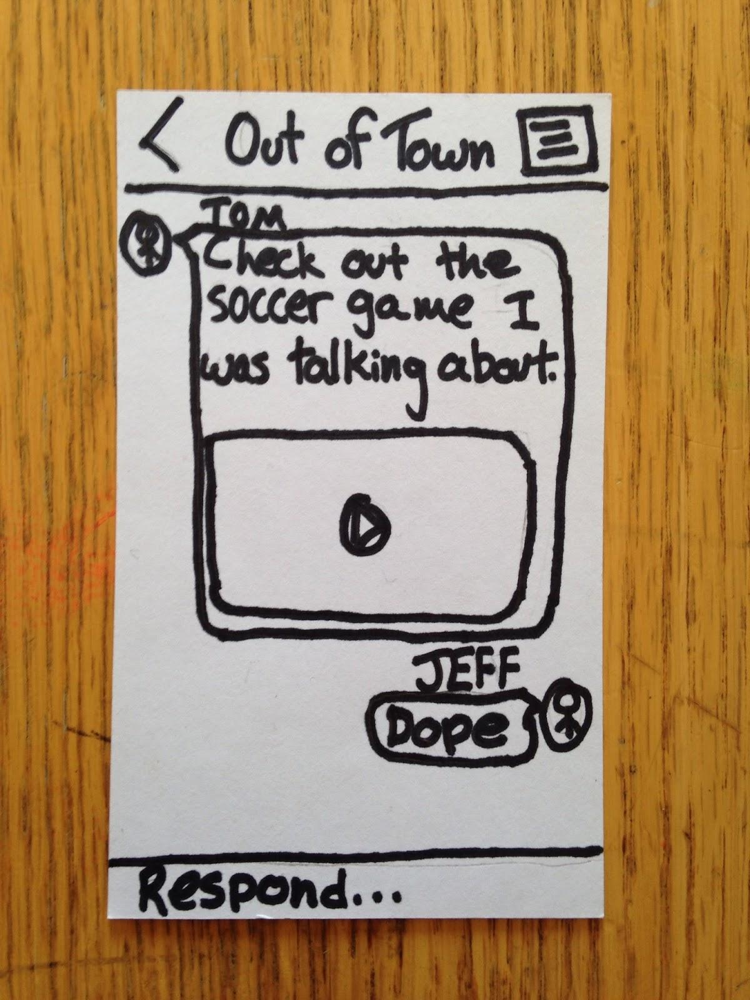 Out of Town
TOM
Check out the
soccer game I
was talking about.
JEFF
Dope
Respond...